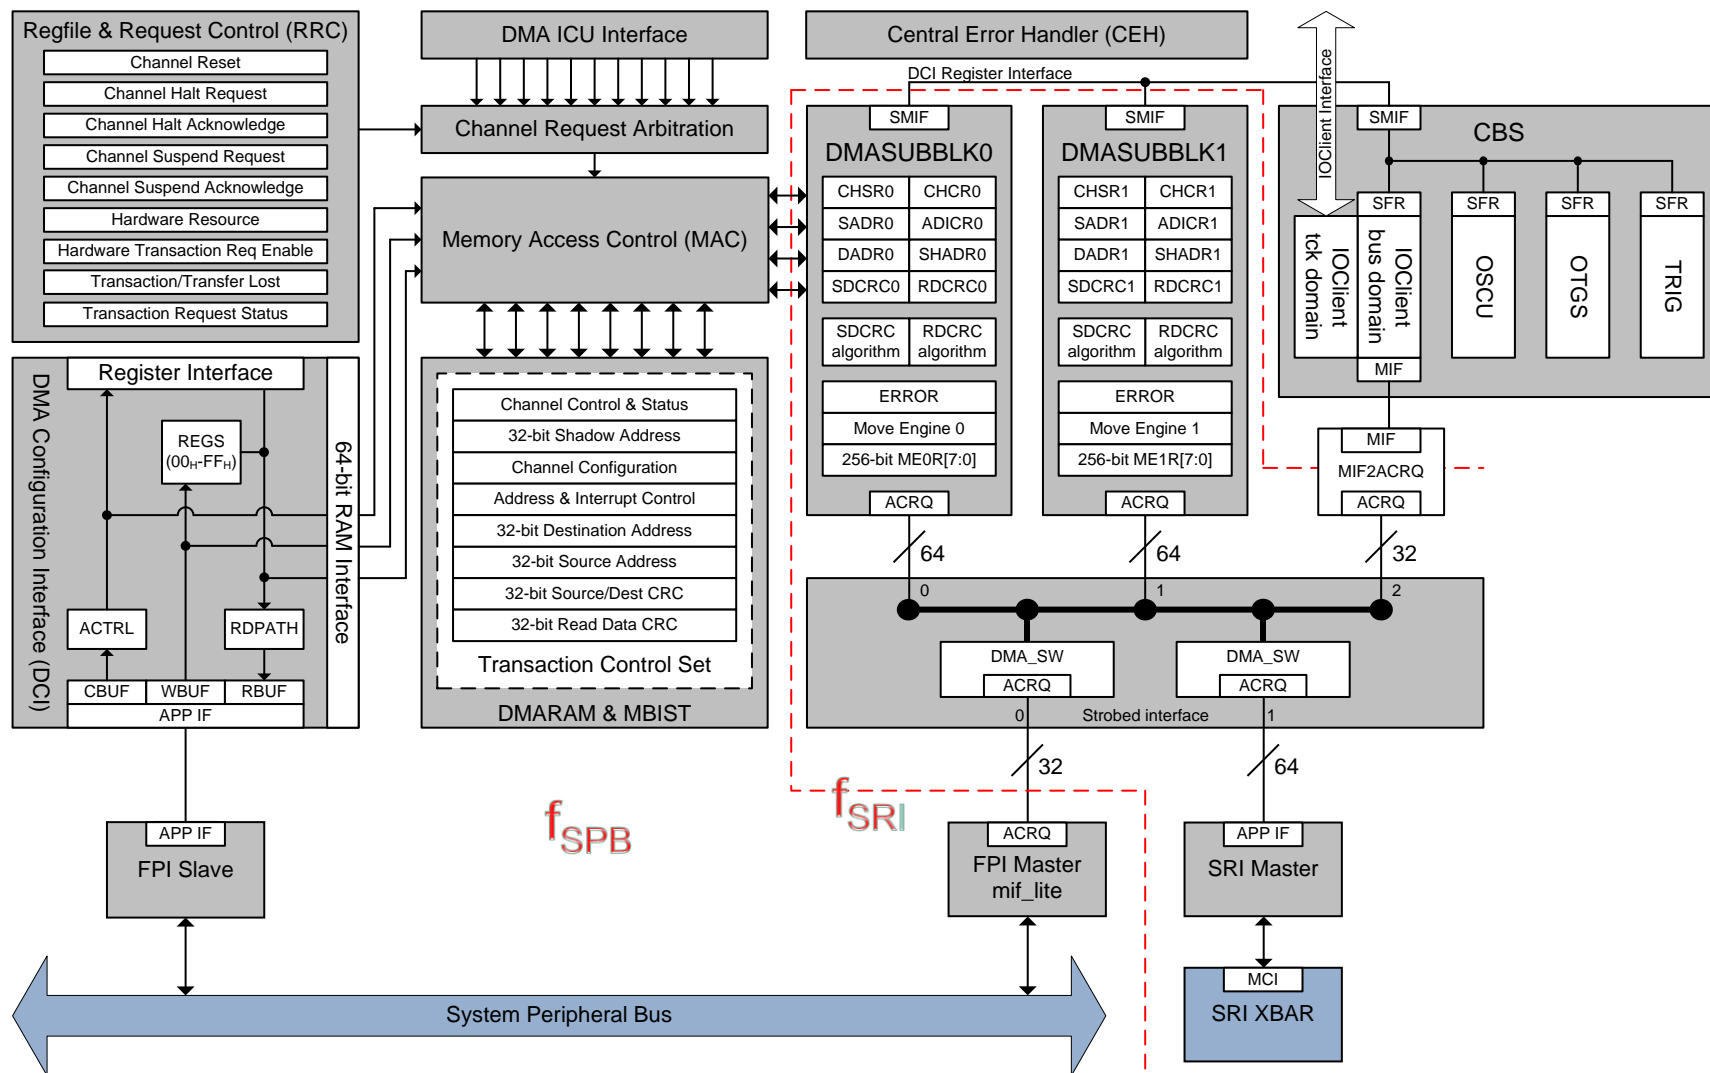 Regfile & Request Control (RRC)
Channel Reset
Channel Halt Request
Channel Halt Acknowledge
Channel Suspend Request
Channel Suspend Acknowledge
Hardware Resource
Hardware Transaction Req Enable
Transaction/Transfer Lost
Transaction Request Status
DMA ICU Interface
Channel Request Arbitration
Memory Access Control (MAC)
Central Error Handler (CEH)
DCI Register Interface
IOClient Interface
SMIF
DMASUBBLK0
CHSR0
CHCR0
SADR0
ADICR0
DADR0
SHADR0
SDCRC0
RDCRC0
SDCRC
algorithm
RDCRC
algorithm
ERROR
Move Engine 0
256-bit ME0R[7:0]
ACRQ
64
SMIF
DMASUBBLK1
CHSR1
CHCR1
SADR1
ADICR1
DADR1
SHADR1
SDCRC1
RDCRC1
SDCRC
algorithm
RDCRC
algorithm
ERROR
Move Engine 1
256-bit ME1R[7:0]
ACRQ
64
SMIF
CBS
SFR
SFR
SFR
SFR
IOClient
tck domain
IOClient
bus domain
OSCU
OTGS
TRIG
MIF
MIF
MIF2ACRQ
ACRQ
32
DMA Configuration Interface (DCI)
Register Interface
REGS
(00H-FFH)
64-bit RAM Interface
ACTRL
RDPATH
CBUF
WBUF
RBUF
APP IF
Channel Control & Status
32-bit Shadow Address
Channel Configuration
Address & Interrupt Control
32-bit Destination Address
32-bit Source Address
32-bit Source/Dest CRC
32-bit Read Data CRC
Transaction Control Set
DMARAM & MBIST
0
1
2
DMA_SW
ACRQ
DMA_SW
ACRQ
0
Strobed interface
1
32
64
fSPB
fSRI
APP IF
FPI Slave
ACRQ
FPI Master
mif_lite
APP IF
SRI Master
MCI
SRI XBAR
System Peripheral Bus